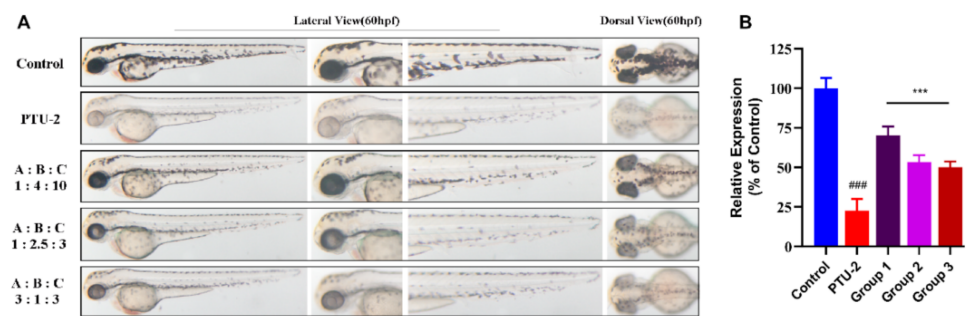 A
Lateral View(60hpf)
Dorsal View(60hpf)
Control
PTU-2
A : B : C
1 : 4 : 10
A : B : C
1 : 2.5 : 3
A : B : C
3 : 1 : 3
B
Relative Expression
(% of Control)
125
100
75
50
25
0
###
***
Control
PTU-2
Group 1
Group 2
Group 3